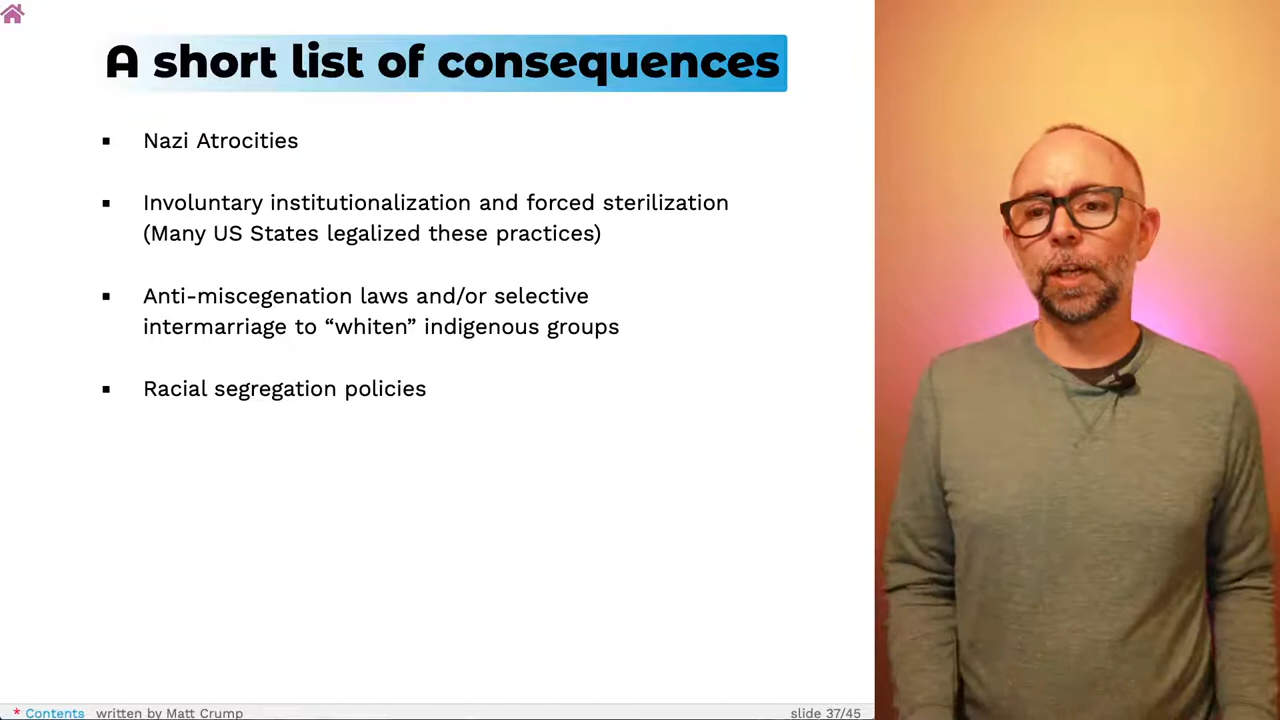 A short list of consequences
▪ Nazi Atrocities
▪ Involuntary institutionalization and forced sterilization
(Many US States legalized these practices)
▪ Anti-miscegenation laws and/or selective
intermarriage to “whiten” indigenous groups
▪ Racial segregation policies
* Contents written by Matt Crump slide 37/45